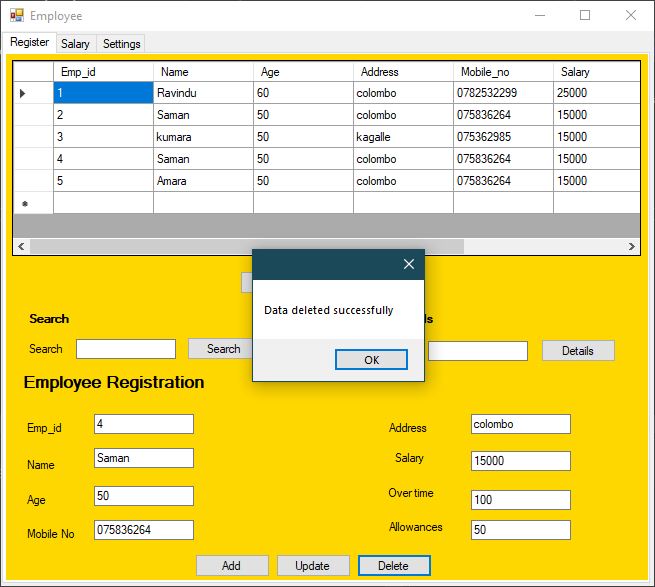 Employee
Register Salary Settings
Emp_id Name Age Address Mobile_no Salary
1 Ravindu 60 colombo 0782532299 25000
2 Saman 50 colombo 075836264 15000
3 kumara 50 kagalle 075362985 15000
4 Saman 50 colombo 075836264 15000
5 Amara 50 colombo 075836264 15000
Data deleted successfully
OK
Search
Search Search Details
Employee Registration
Emp_id 4 Address colombo
Name Saman Salary 15000
Age 50 Over time 100
Mobile No 075836264 Allowances 50
Add Update Delete